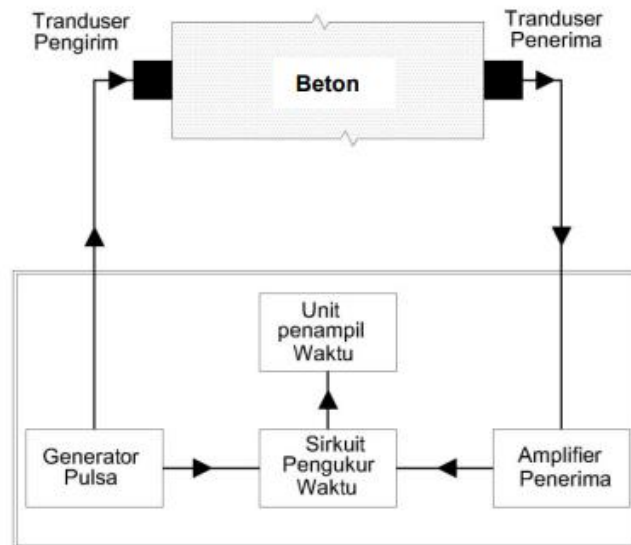 Tranduser
Pengirim
Tranduser
Penerima
Beton
Unit
penampil
Waktu
Generator
Pulsa
Sirkuit
Pengukur
Waktu
Amplifier
Penerima